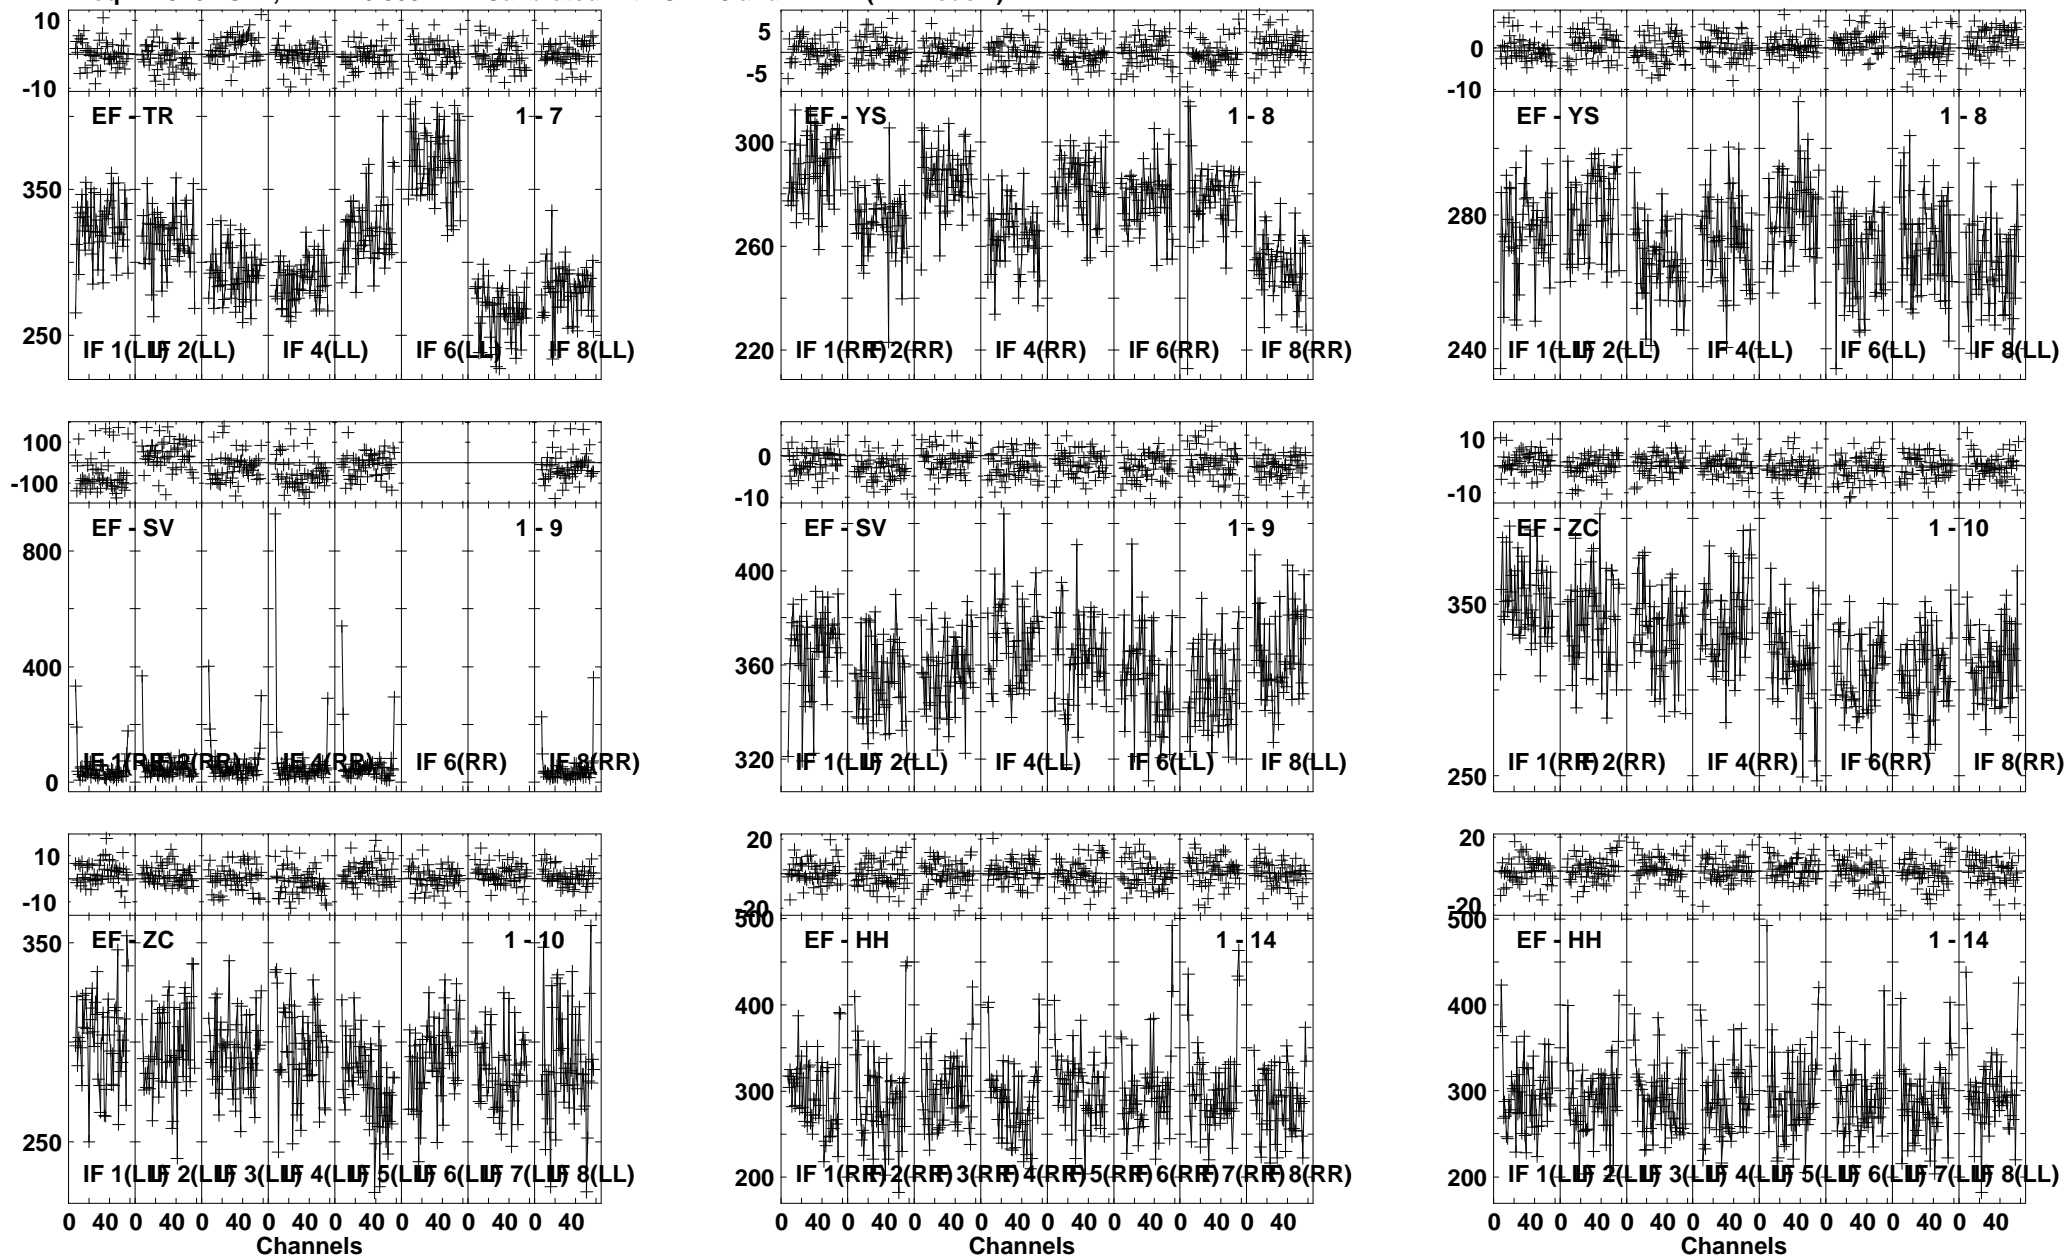 10
-10
EF - TR 1 - 7
350
250
IF 1(LL) IF 2(LL) IF 4(LL) IF 6(LL) IF 8(LL)
5
-5
EF - YS 1 - 8
300
260
220
IF 1(RR) IF 2(RR) IF 4(RR) IF 6(RR) IF 8(RR)
0
-10
EF - YS 1 - 8
280
240
IF 1(LL) IF 2(LL) IF 4(LL) IF 6(LL) IF 8(LL)
100
-100
EF - SV 1 - 9
800
400
0
IF 1(RR) IF 2(RR) IF 4(RR) IF 6(RR) IF 8(RR)
0
-10
EF - SV 1 - 9
400
360
320
IF 1(LL) IF 2(LL) IF 4(LL) IF 6(LL) IF 8(LL)
10
-10
EF - ZC 1 - 10
350
250
IF 1(RR) IF 2(RR) IF 4(RR) IF 6(RR) IF 8(RR)
10
-10
EF - ZC 1 - 10
350
250
IF 1(LL) IF 2(LL) IF 3(LL) IF 4(LL) IF 5(LL) IF 6(LL) IF 7(LL) IF 8(LL)
0 40 0 40 0 40 0 40 0 40 0 40 0 40 0 40
Channels
20
-20
EF - HH 1 - 14
500
400
300
200
IF 1(RR) IF 2(RR) IF 3(RR) IF 4(RR) IF 5(RR) IF 6(RR) IF 7(RR) IF 8(RR)
0 40 0 40 0 40 0 40 0 40 0 40 0 40 0 40
Channels
20
-20
EF - HH 1 - 14
500
400
300
200
IF 1(LL) IF 2(LL) IF 3(LL) IF 4(LL) IF 5(LL) IF 6(LL) IF 7(LL) IF 8(LL)
0 40 0 40 0 40 0 40 0 40 0 40 0 40 0 40
Channels